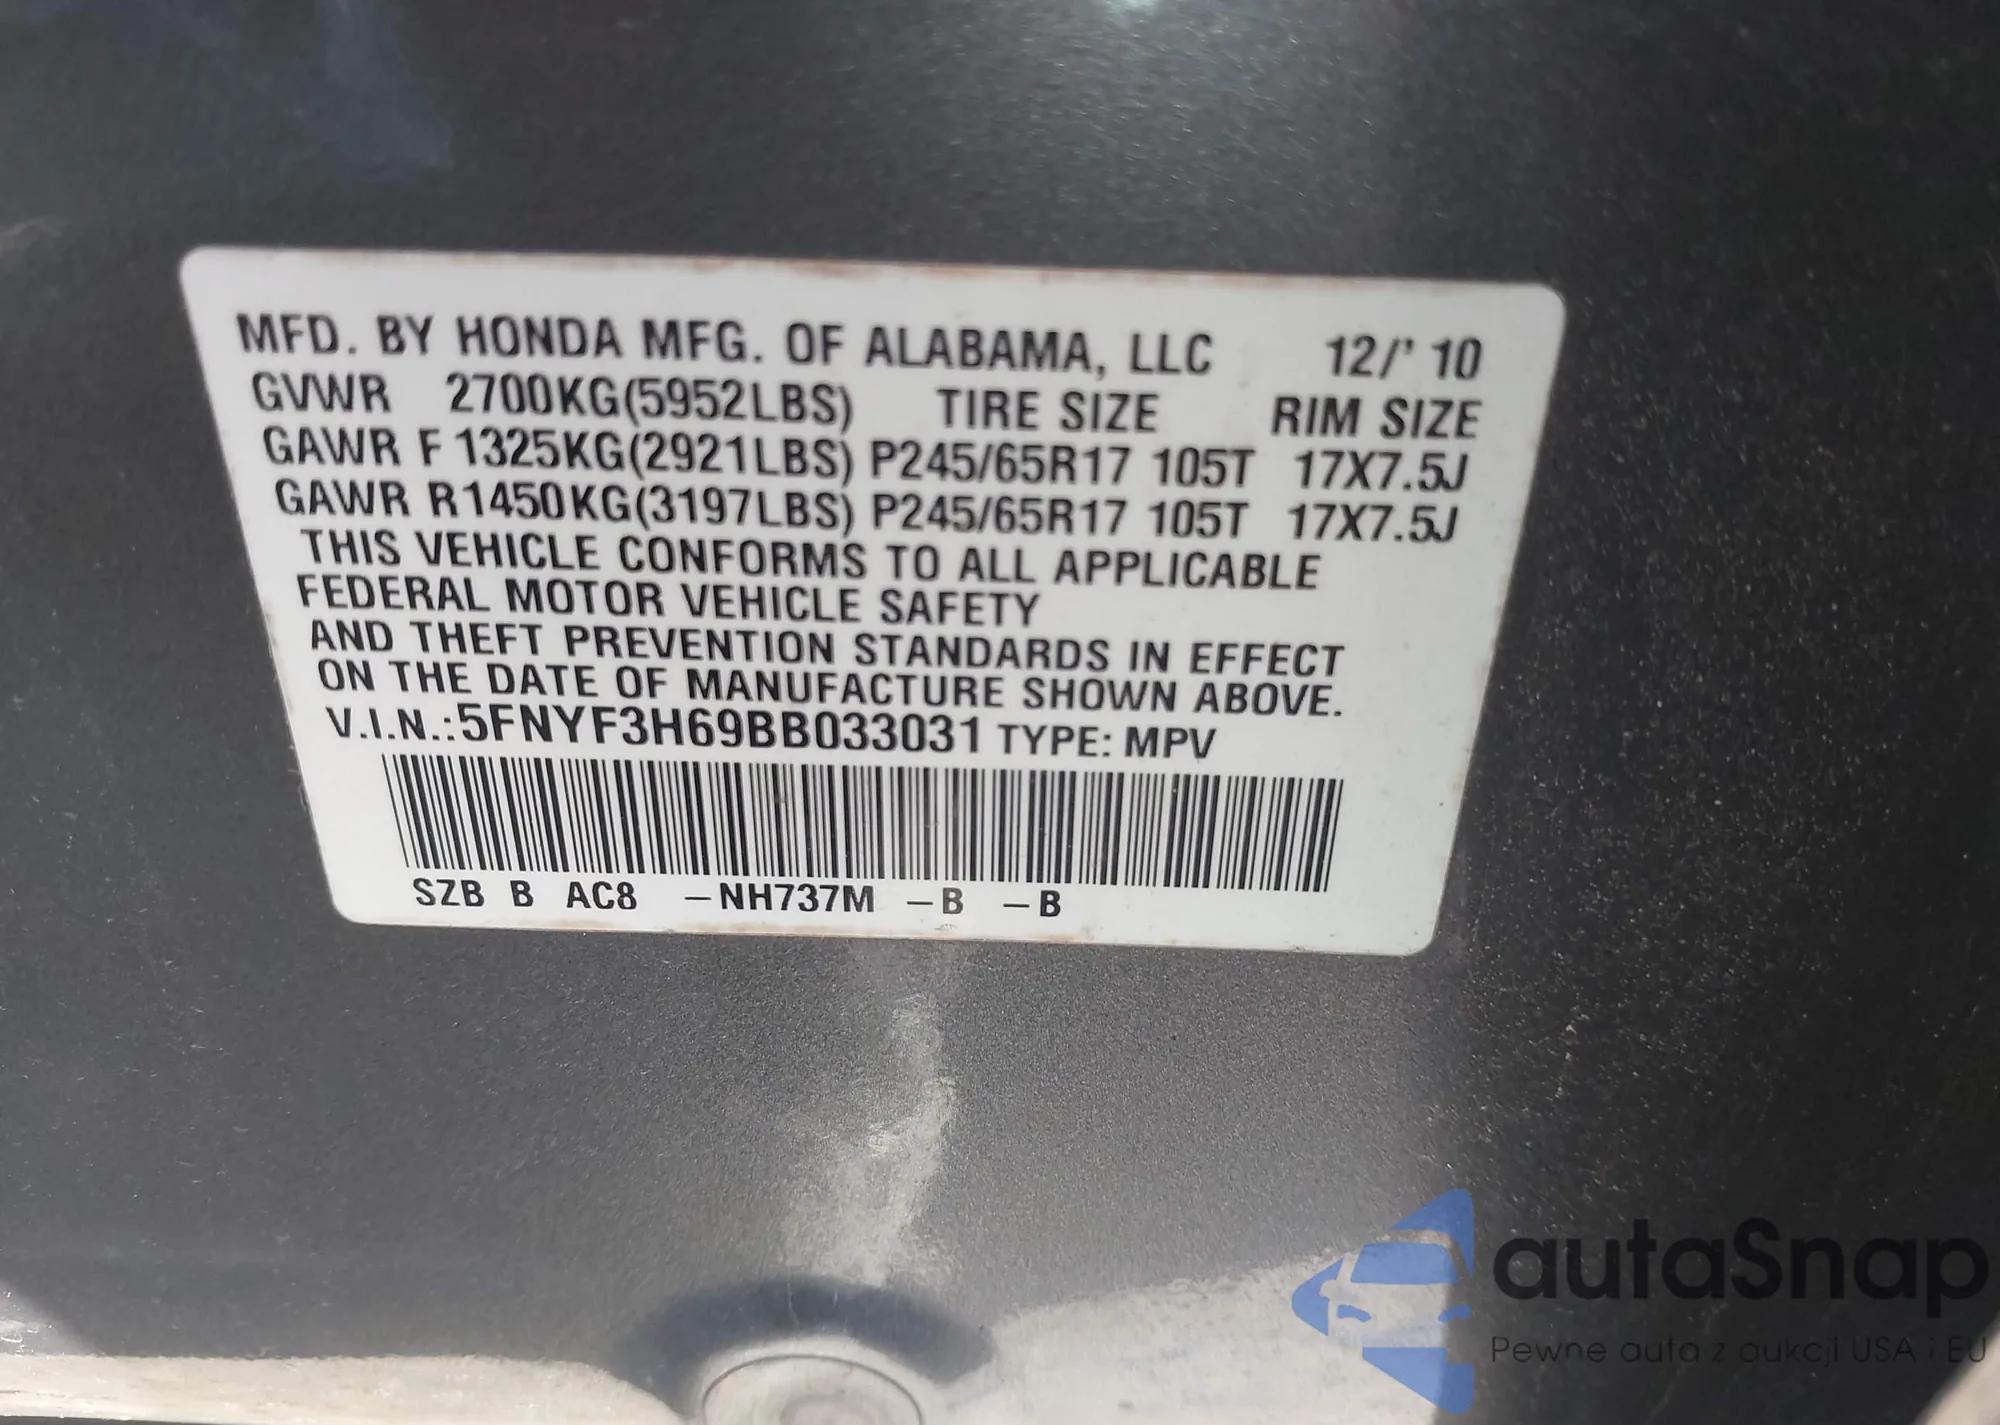 MFD. BY HONDA MFG. OF ALABAMA, LLC 12/' 10
GVWR 2700KG(5952LBS) TIRE SIZE RIM SIZE
GAWR F 1325KG(2921LBS) P245/65R17 105T 17X7.5J
GAWR R1450KG(3197LBS) P245/65R17 105T 17X7.5J
THIS VEHICLE CONFORMS TO ALL APPLICABLE
FEDERAL MOTOR VEHICLE SAFETY
AND THEFT PREVENTION STANDARDS IN EFFECT
ON THE DATE OF MANUFACTURE SHOWN ABOVE.
V.I.N.:5FNYF3H69BB033031 TYPE: MPV
SZB B AC8 -NH737M -B -B
autaSnap
Pewne auta z aukcji USA i EU